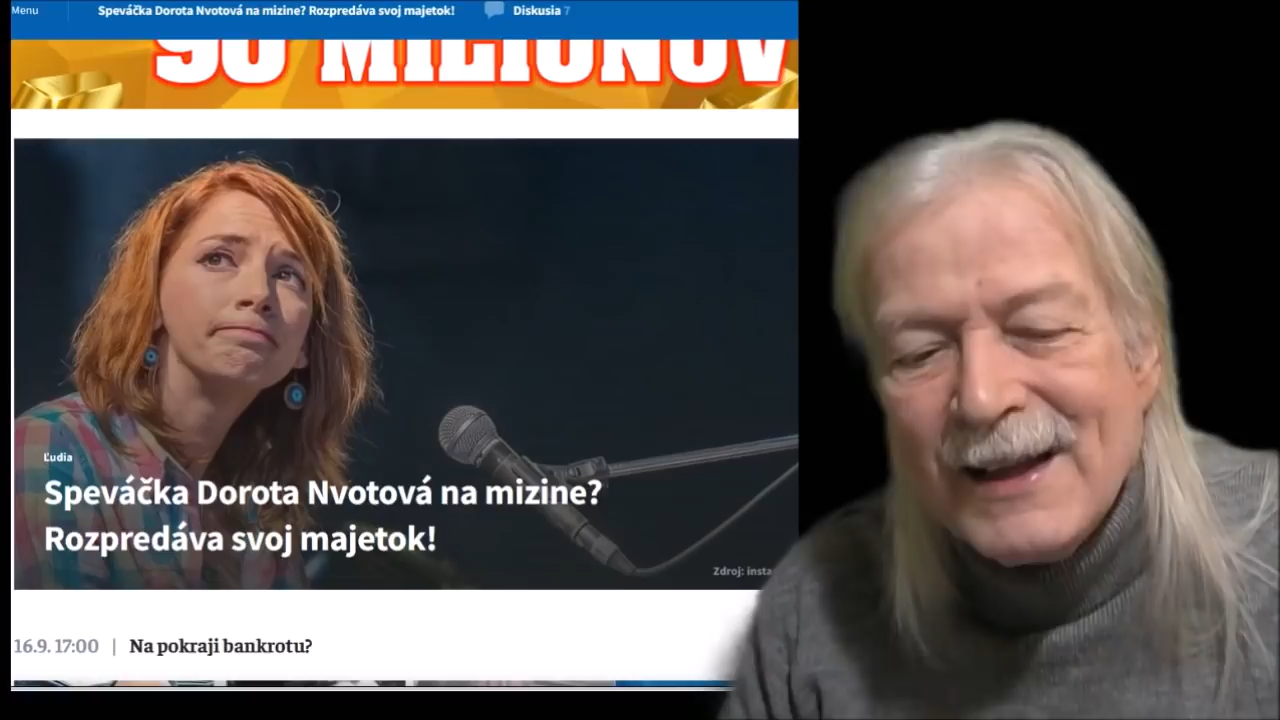 Menu
Speváčka Dorota Nvotová na mizine? Rozpredáva svoj majetok!
Diskusia 7
90 MILIÓNOV
Ľudia
Speváčka Dorota Nvotová na mizine?
Rozpredáva svoj majetok!
Zdroj: insta
16.9. 17:00 | Na pokraji bankrotu?